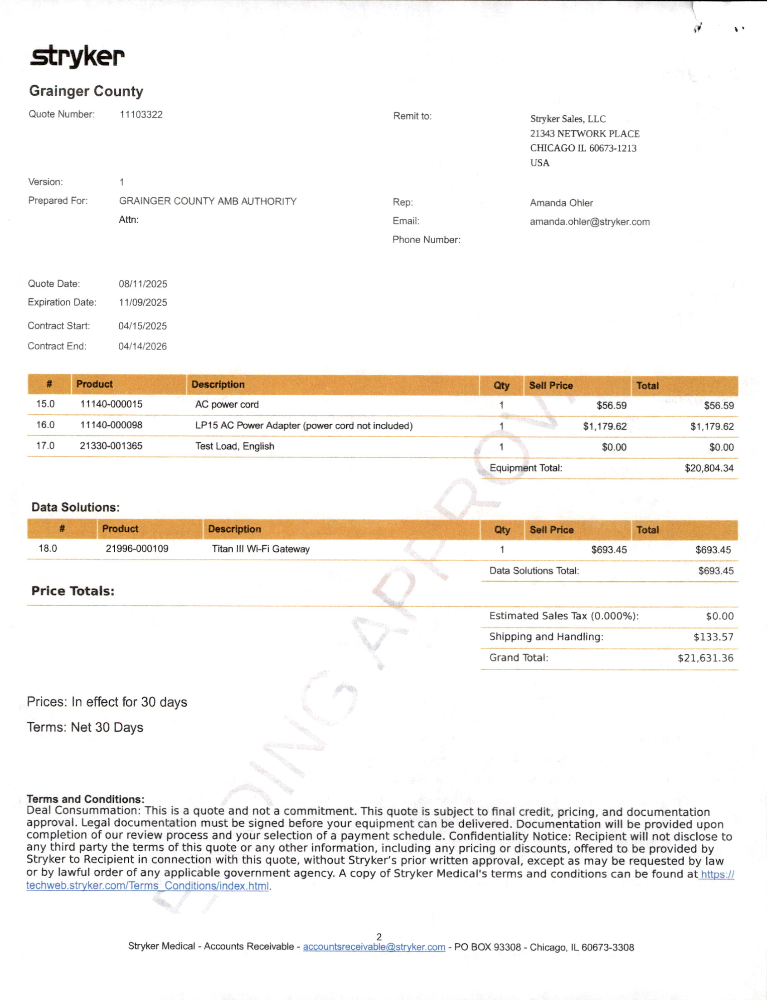 stryker
Grainger County
Quote Number: 11103322 Remit to: Stryker Sales, LLC
21343 NETWORK PLACE
CHICAGO IL 60673-1213
USA
Version: 1
Prepared For: GRAINGER COUNTY AMB AUTHORITY Rep: Amanda Ohler
Attn: Email: amanda.ohler@stryker.com
Phone Number:
Quote Date: 08/11/2025
Expiration Date: 11/09/2025
Contract Start: 04/15/2025
Contract End: 04/14/2026
# Product Description Qty Sell Price Total
15.0 11140-000015 AC power cord 1 $56.59 $56.59
16.0 11140-000098 LP15 AC Power Adapter (power cord not included) 1 $1,179.62 $1,179.62
17.0 21330-001365 Test Load, English 1 $0.00 $0.00
Equipment Total: $20,804.34
Data Solutions:
# Product Description Qty Sell Price Total
18.0 21996-000109 Titan III Wi-Fi Gateway 1 $693.45 $693.45
Data Solutions Total: $693.45
Price Totals:
Estimated Sales Tax (0.000%): $0.00
Shipping and Handling: $133.57
Grand Total: $21,631.36
Prices: In effect for 30 days
Terms: Net 30 Days
Terms and Conditions:
Deal Consummation: This is a quote and not a commitment. This quote is subject to final credit, pricing, and documentation
approval. Legal documentation must be signed before your equipment can be delivered. Documentation will be provided upon
completion of our review process and your selection of a payment schedule. Confidentiality Notice: Recipient will not disclose to
any third party the terms of this quote or any other information, including any pricing or discounts, offered to be provided by
Stryker to Recipient in connection with this quote, without Stryker's prior written approval, except as may be requested by law
or by lawful order of any applicable government agency. A copy of Stryker Medical's terms and conditions can be found at https://
techweb.stryker.com/Terms_Conditions/index.html.
2
Stryker Medical - Accounts Receivable - accountsreceivable@stryker.com - PO BOX 93308 - Chicago, IL 60673-3308